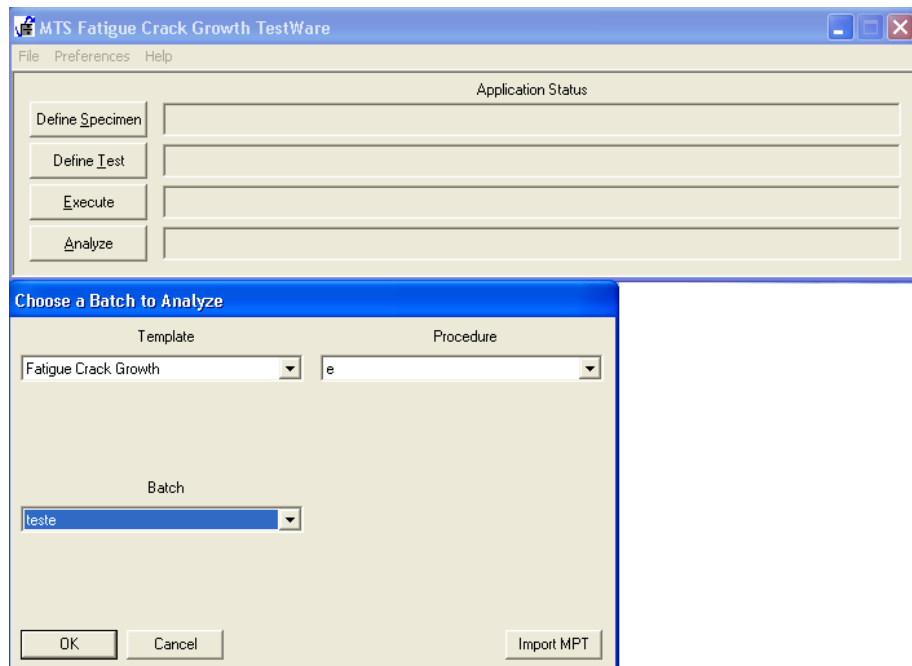 MTS Fatigue Crack Growth TestWare
File Preferences Help
Application Status
Define Specimen
Define Test
Execute
Analyze
Choose a Batch to Analyze
Template Procedure
Fatigue Crack Growth e
Batch
teste
OK Cancel Import MPT